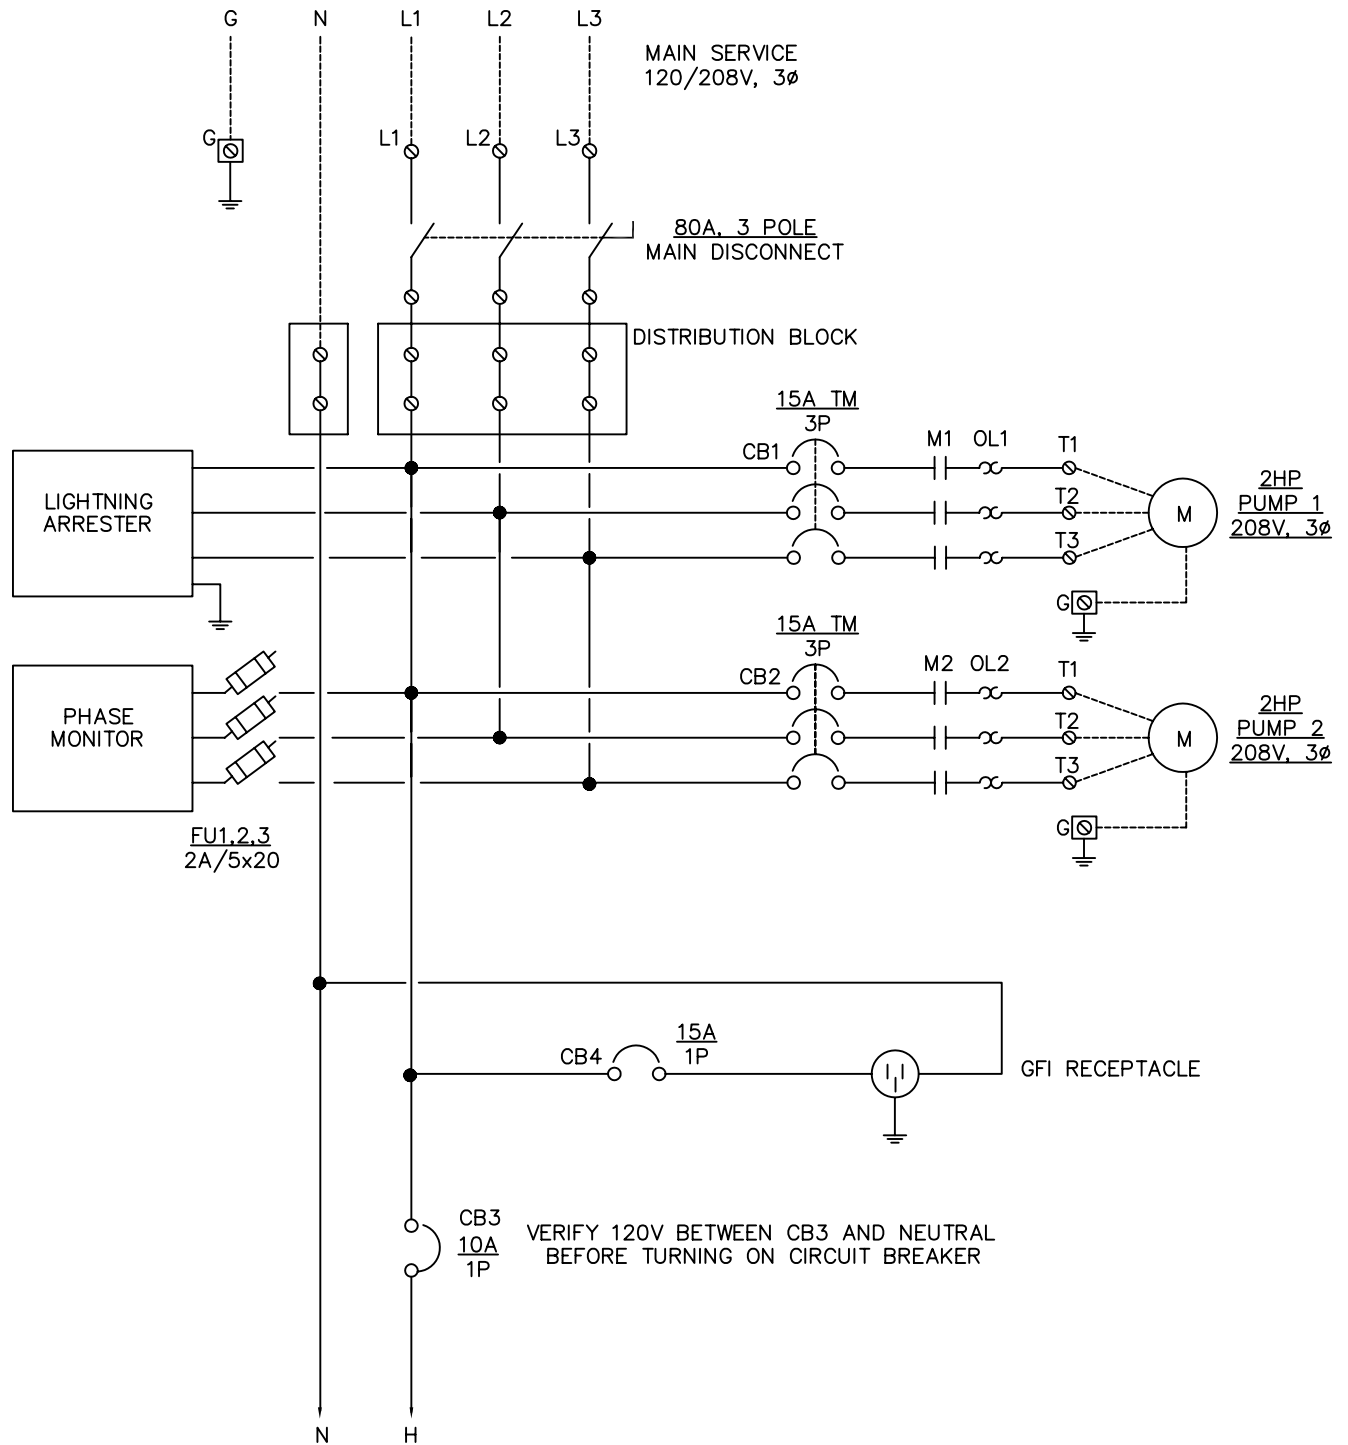 G N L1 L2 L3
MAIN SERVICE
120/208V, 3ø
G L1 L2 L3
80A, 3 POLE
MAIN DISCONNECT
DISTRIBUTION BLOCK
15A TM
3P
CB1 M1 OL1 T1
T2
T3
G
M
2HP
PUMP 1
208V, 3ø
LIGHTNING
ARRESTER
15A TM
3P
CB2 M2 OL2 T1
T2
T3
G
M
2HP
PUMP 2
208V, 3ø
PHASE
MONITOR
FU1,2,3
2A/5x20
CB4
15A
1P
GFI RECEPTACLE
CB3
10A
1P
VERIFY 120V BETWEEN CB3 AND NEUTRAL
BEFORE TURNING ON CIRCUIT BREAKER
N H